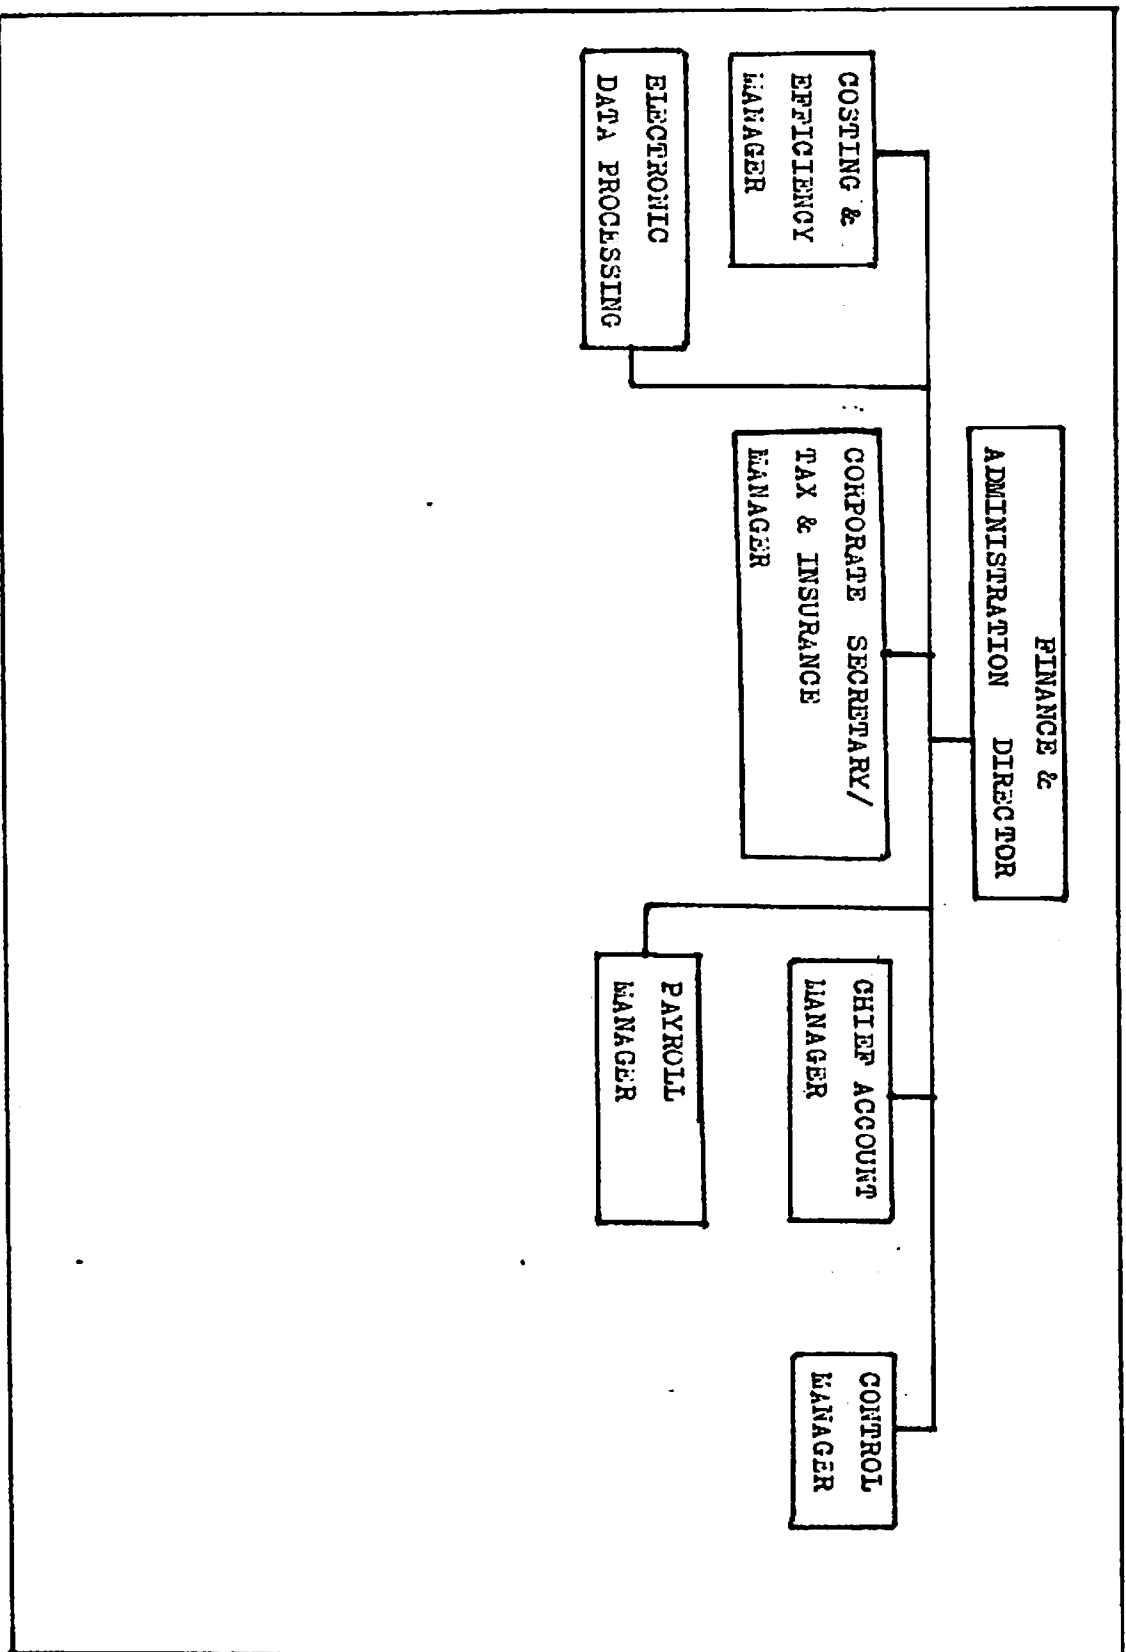 FINANCE &
ADMINISTRATION DIRECTOR
COSTING &
EFFICIENCY
MANAGER
CORPORATE SECRETARY/
TAX & INSURANCE
MANAGER
CHIEF ACCOUNT
MANAGER
CONTROL
MANAGER
ELECTRONIC
DATA PROCESSING
PAYROLL
MANAGER